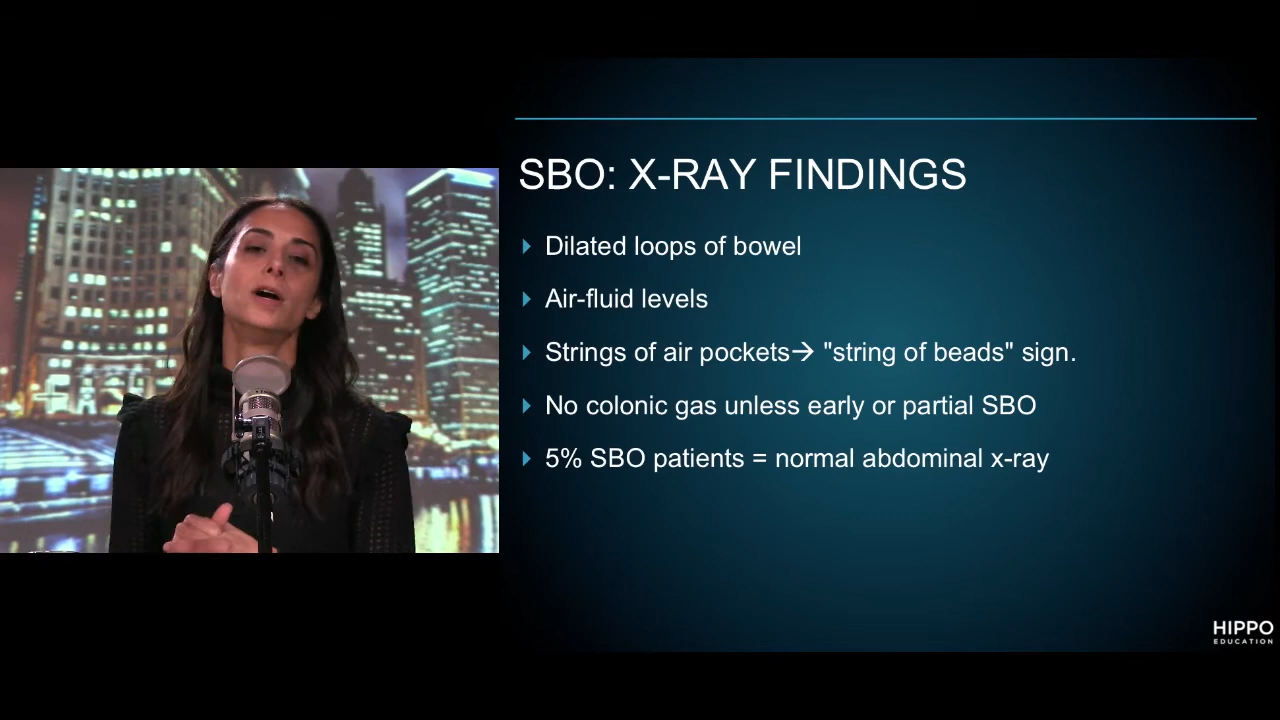 SBO: X-RAY FINDINGS
Dilated loops of bowel
Air-fluid levels
Strings of air pockets→ "string of beads" sign.
No colonic gas unless early or partial SBO
5% SBO patients = normal abdominal x-ray
HIPPO
EDUCATION